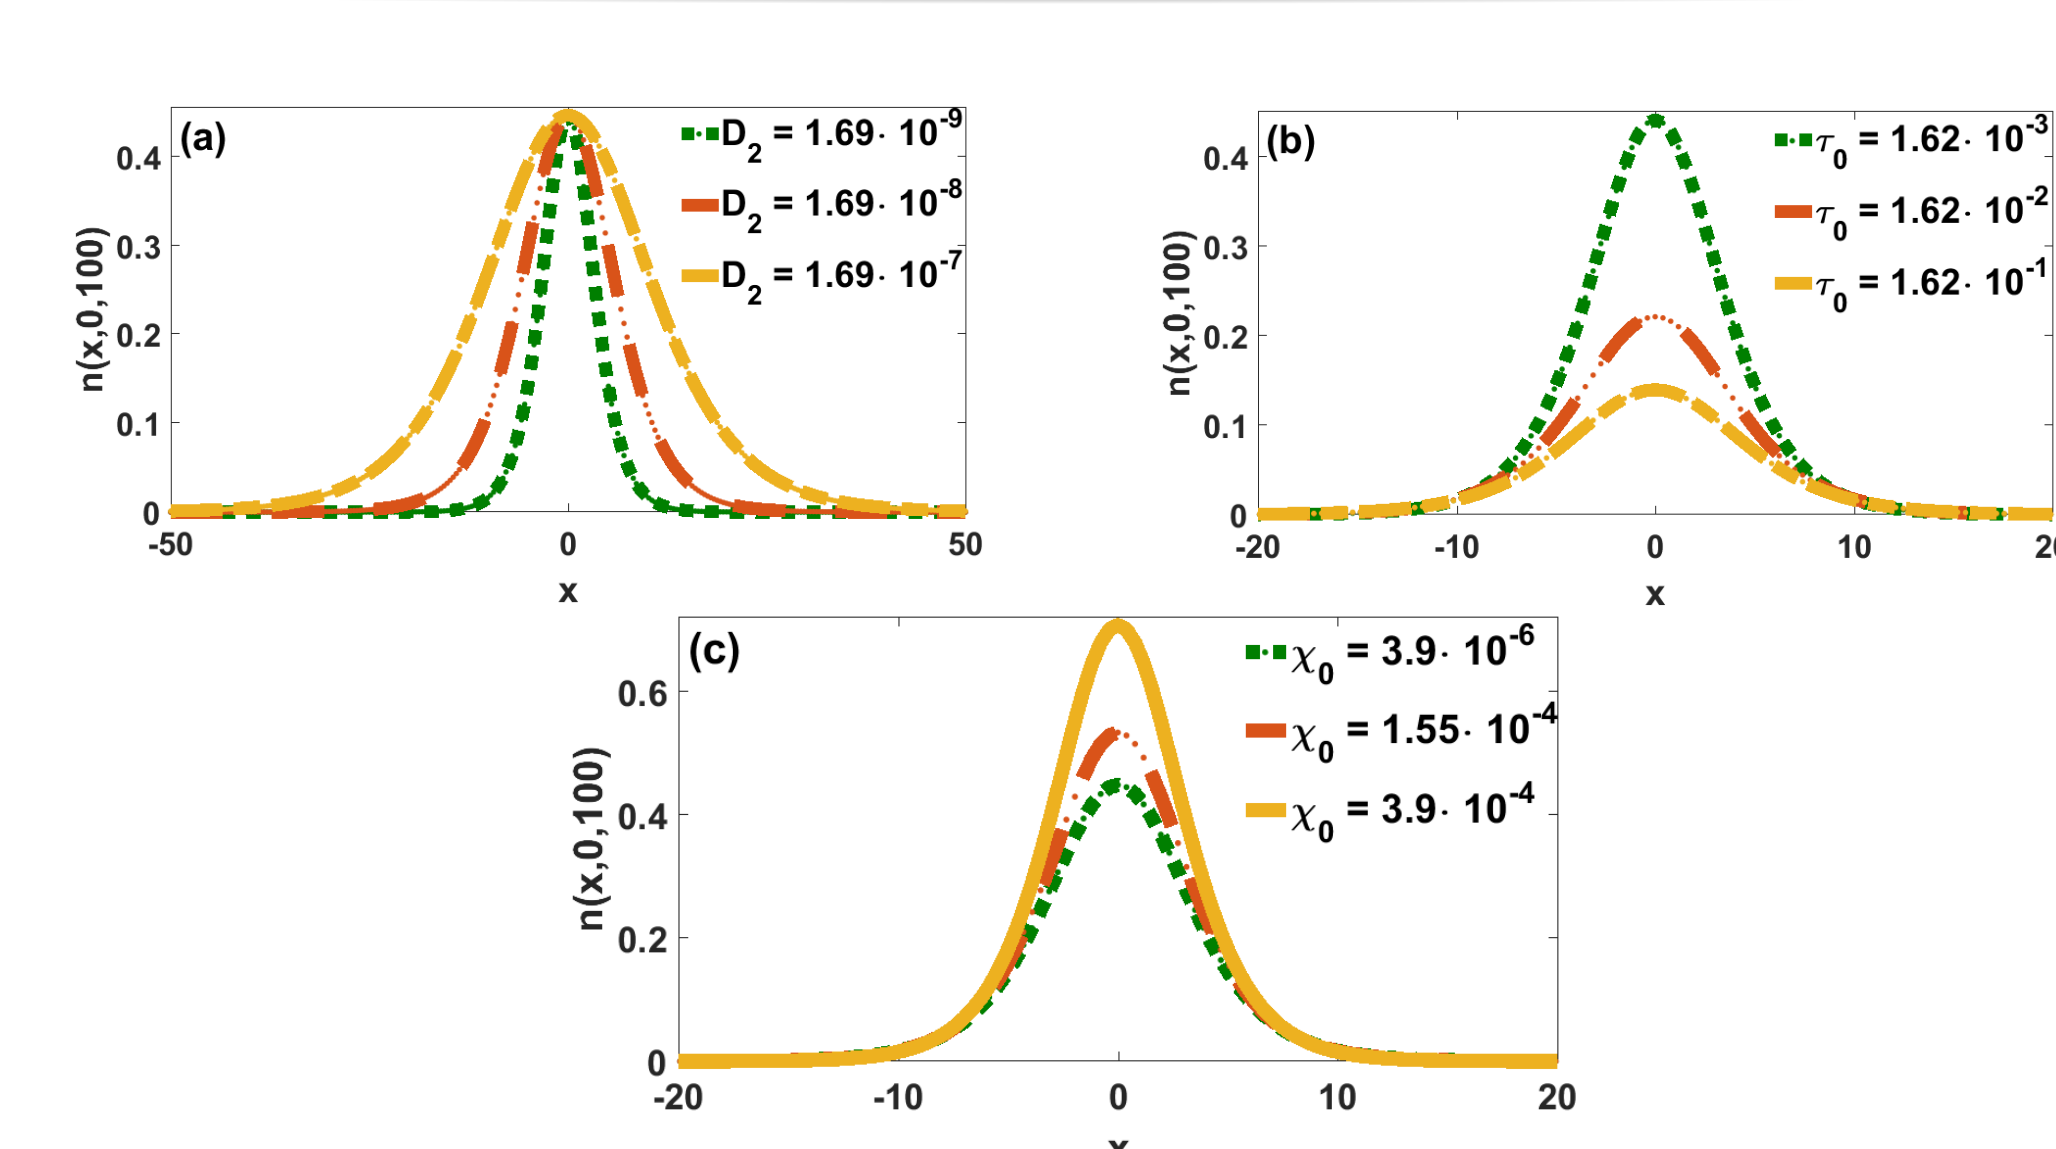 (a)
D2 = 1.69· 10-9
D2 = 1.69· 10-8
D2 = 1.69· 10-7
n(x,0,100)
0.4
0.3
0.2
0.1
0
-50 0 50
x
(b)
τ0 = 1.62· 10-3
τ0 = 1.62· 10-2
τ0 = 1.62· 10-1
n(x,0,100)
0.4
0.3
0.2
0.1
0
-20 -10 0 10
x
(c)
χ0 = 3.9· 10-6
χ0 = 1.55· 10-4
χ0 = 3.9· 10-4
n(x,0,100)
0.6
0.4
0.2
0
-20 -10 0 10 20
x